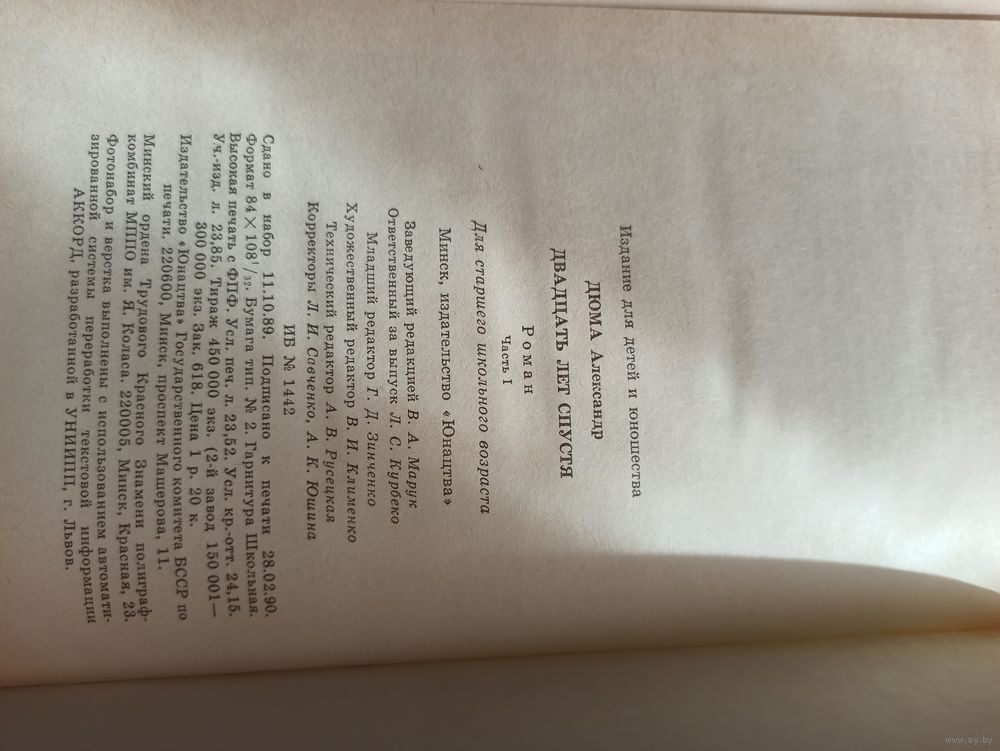 Издание для детей и юношества
ДЮМА Александр
ДВАДЦАТЬ ЛЕТ СПУСТЯ
Роман
Часть I
Для старшего школьного возраста
Минск, издательство «Юнацтва»
Заведующий редакцией В. А. Марук
Ответственный за выпуск Л. С. Курбеко
Младший редактор Г. Д. Зинченко
Художественный редактор В. И. Клименко
Технический редактор А. В. Русецкая
Корректоры Л. И. Савченко, А. К. Юшина
ИБ № 1442
Сдано в набор 11.10.89. Подписано к печати 28.02.90.
Формат 84 × 108¹/₃₂. Бумага тип. № 2. Гарнитура Школьная.
Высокая печать с ФПФ. Усл. печ. л. 23,52. Усл. кр.-отт. 24,15.
Уч.-изд. л. 23,85. Тираж 450 000 экз. (2-й завод 150 001—
300 000 экз. Зак. 618. Цена 1 р. 20 к.
Издательство «Юнацтва» Государственного комитета БССР по
печати. 220600, Минск, проспект Машерова, 11.
Минский ордена Трудового Красного Знамени полиграф-
комбинат МППО им. Я. Коласа. 220005, Минск, Красная, 23.
Фотонабор и верстка выполнены с использованием автомати-
зированной системы переработки текстовой информации
АККОРД, разработанной в УНИИПП, г. Львов.
www.ay.by